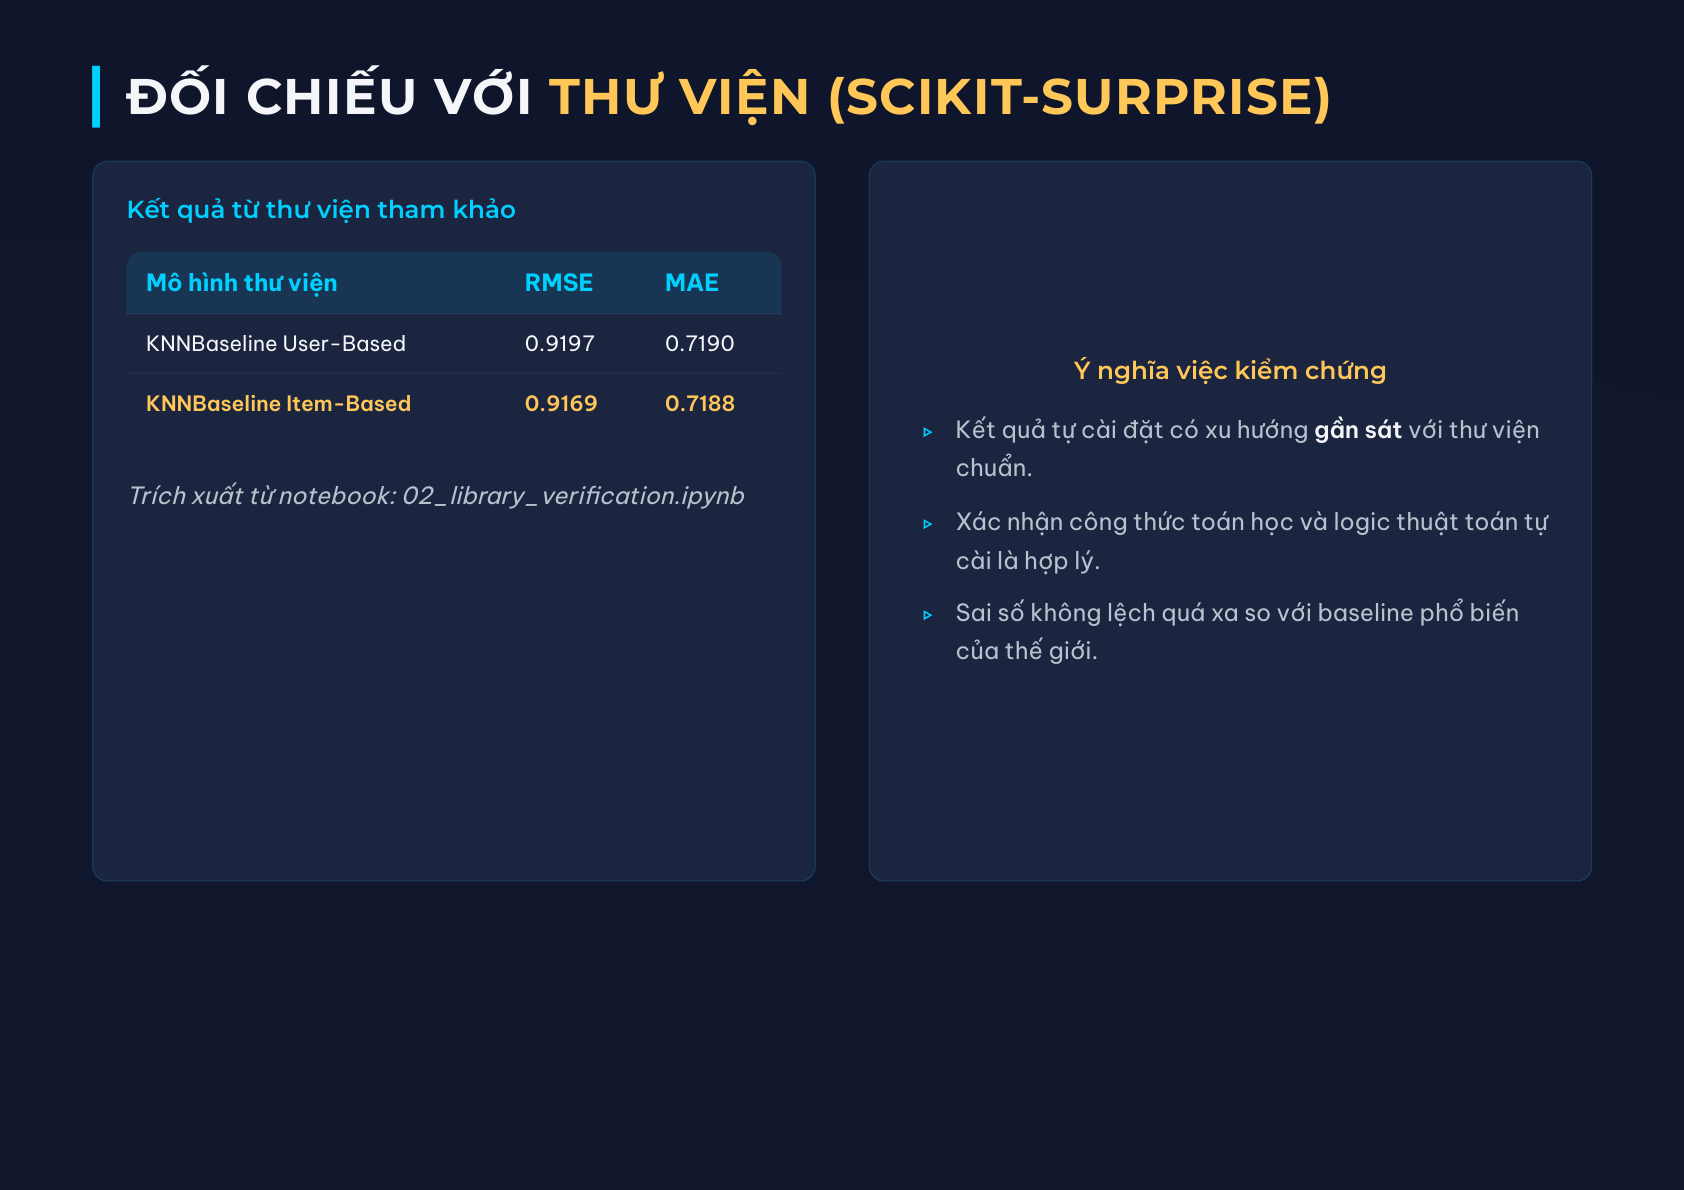 ĐỐI CHIẾU VỚI THƯ VIỆN (SCIKIT-SURPRISE)
Kết quả từ thư viện tham khảo
Mô hình thư viện RMSE MAE
KNNBaseline User-Based 0.9197 0.7190
KNNBaseline Item-Based 0.9169 0.7188
Trích xuất từ notebook: 02_library_verification.ipynb
Ý nghĩa việc kiểm chứng
▹ Kết quả tự cài đặt có xu hướng gần sát với thư viện
chuẩn.
▹ Xác nhận công thức toán học và logic thuật toán tự
cài là hợp lý.
▹ Sai số không lệch quá xa so với baseline phổ biến
của thế giới.